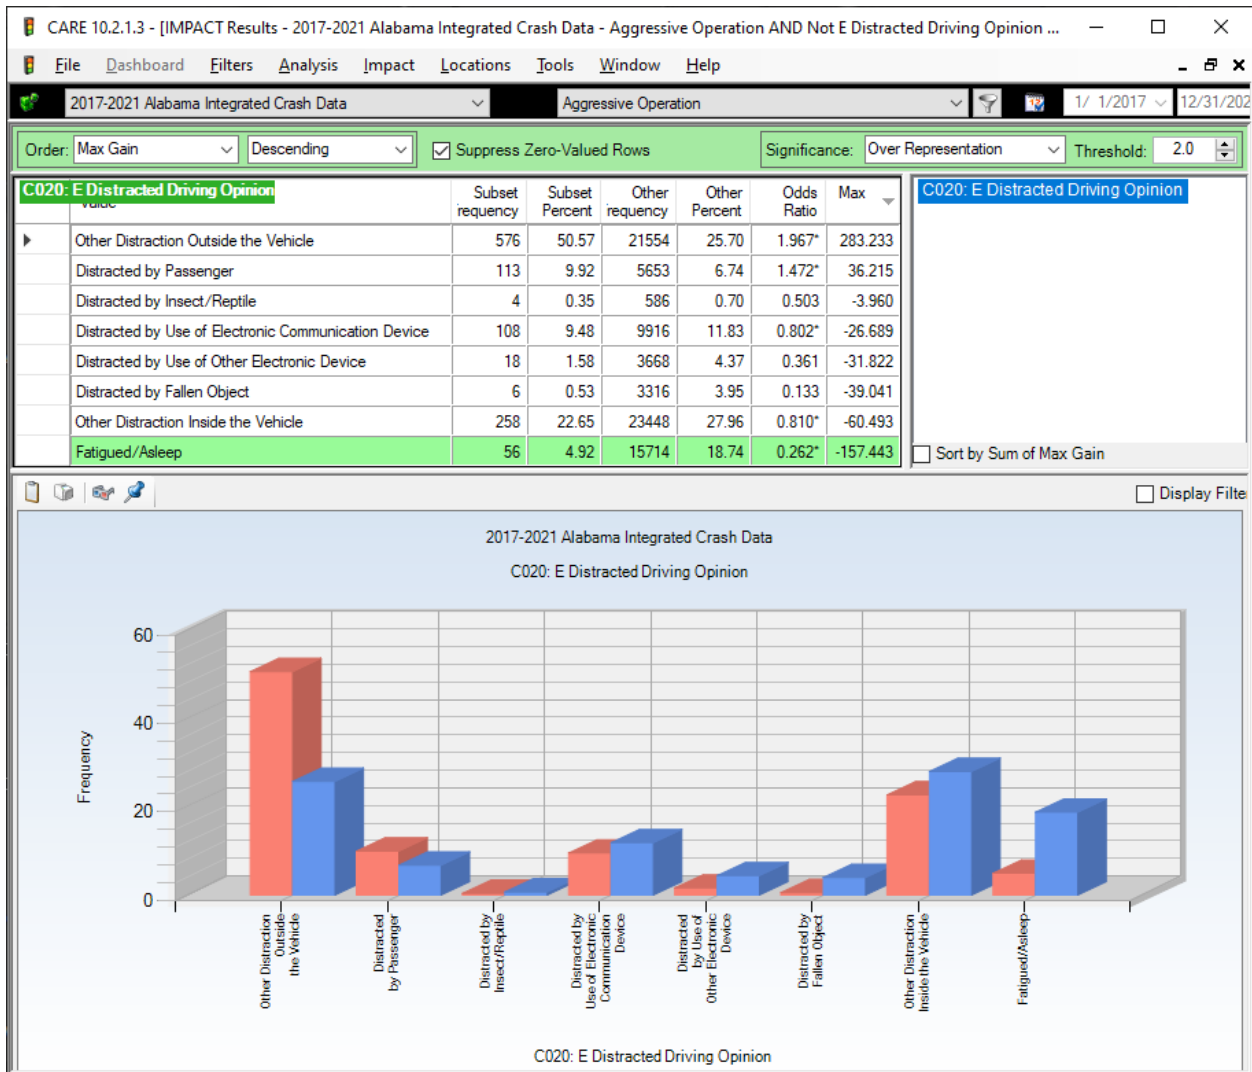 CARE 10.2.1.3 - [IMPACT Results - 2017-2021 Alabama Integrated Crash Data - Aggressive Operation AND Not E Distracted Driving Opinion ...
File Dashboard Filters Analysis Impact Locations Tools Window Help
2017-2021 Alabama Integrated Crash Data Aggressive Operation 1/ 1/2017 12/31/202
Order: Max Gain Descending Suppress Zero-Valued Rows Significance: Over Representation Threshold: 2.0
C020: E Distracted Driving Opinion Subset Subset Other Other Odds Max C020: E Distracted Driving Opinion
requency Percent requency Percent Ratio
Other Distraction Outside the Vehicle 576 50.57 21554 25.70 1.967* 283.233
Distracted by Passenger 113 9.92 5653 6.74 1.472* 36.215
Distracted by Insect/Reptile 4 0.35 586 0.70 0.503 -3.960
Distracted by Use of Electronic Communication Device 108 9.48 9916 11.83 0.802* -26.689
Distracted by Use of Other Electronic Device 18 1.58 3668 4.37 0.361 -31.822
Distracted by Fallen Object 6 0.53 3316 3.95 0.133 -39.041
Other Distraction Inside the Vehicle 258 22.65 23448 27.96 0.810* -60.493
Fatigued/Asleep 56 4.92 15714 18.74 0.262* -157.443 Sort by Sum of Max Gain
Display Filte
2017-2021 Alabama Integrated Crash Data
C020: E Distracted Driving Opinion
60
40
20
0
Frequency
Other Distraction
Outside
the Vehicle
Distracted
by Passenger
Distracted by
Insect/Reptile
Distracted by
Use of Electronic
Communication
Device
Distracted
by Use of
Other Electronic
Device
Distracted by
Fallen Object
Other Distraction
Inside the Vehicle
Fatigued/Asleep
C020: E Distracted Driving Opinion